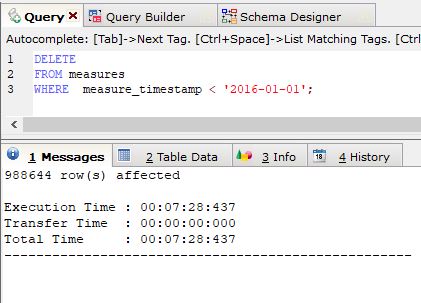 Query Query Builder Schema Designer
Autocomplete: [Tab]->Next Tag. [Ctrl+Space]->List Matching Tags. [Ctrl
1 DELETE
2 FROM measures
3 WHERE measure_timestamp < '2016-01-01';
1 Messages 2 Table Data 3 Info 18 4 History
988644 row(s) affected
Execution Time : 00:07:28:437
Transfer Time : 00:00:00:000
Total Time : 00:07:28:437
---------------------------------------------------